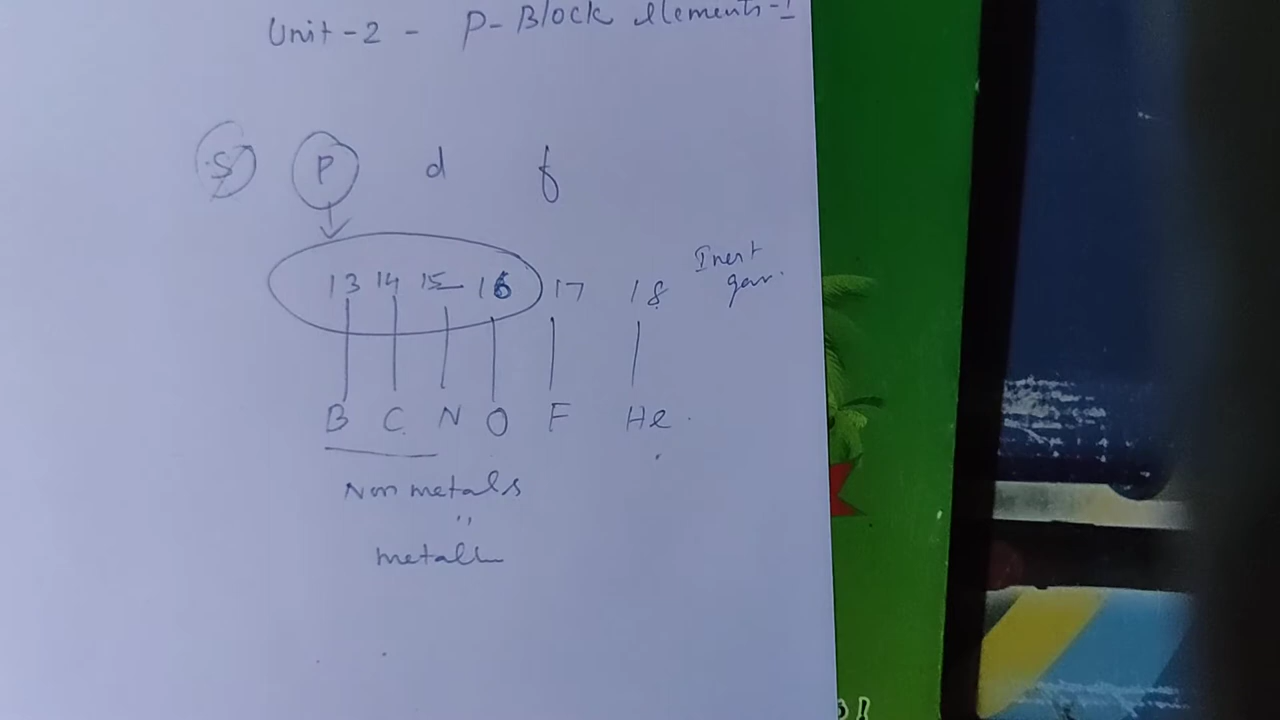 Unit-2 - P-Block elements-I
S P d f
13 14 15 16 17 18 Inert gas.
B C N O F He.
Non metals
"
metall